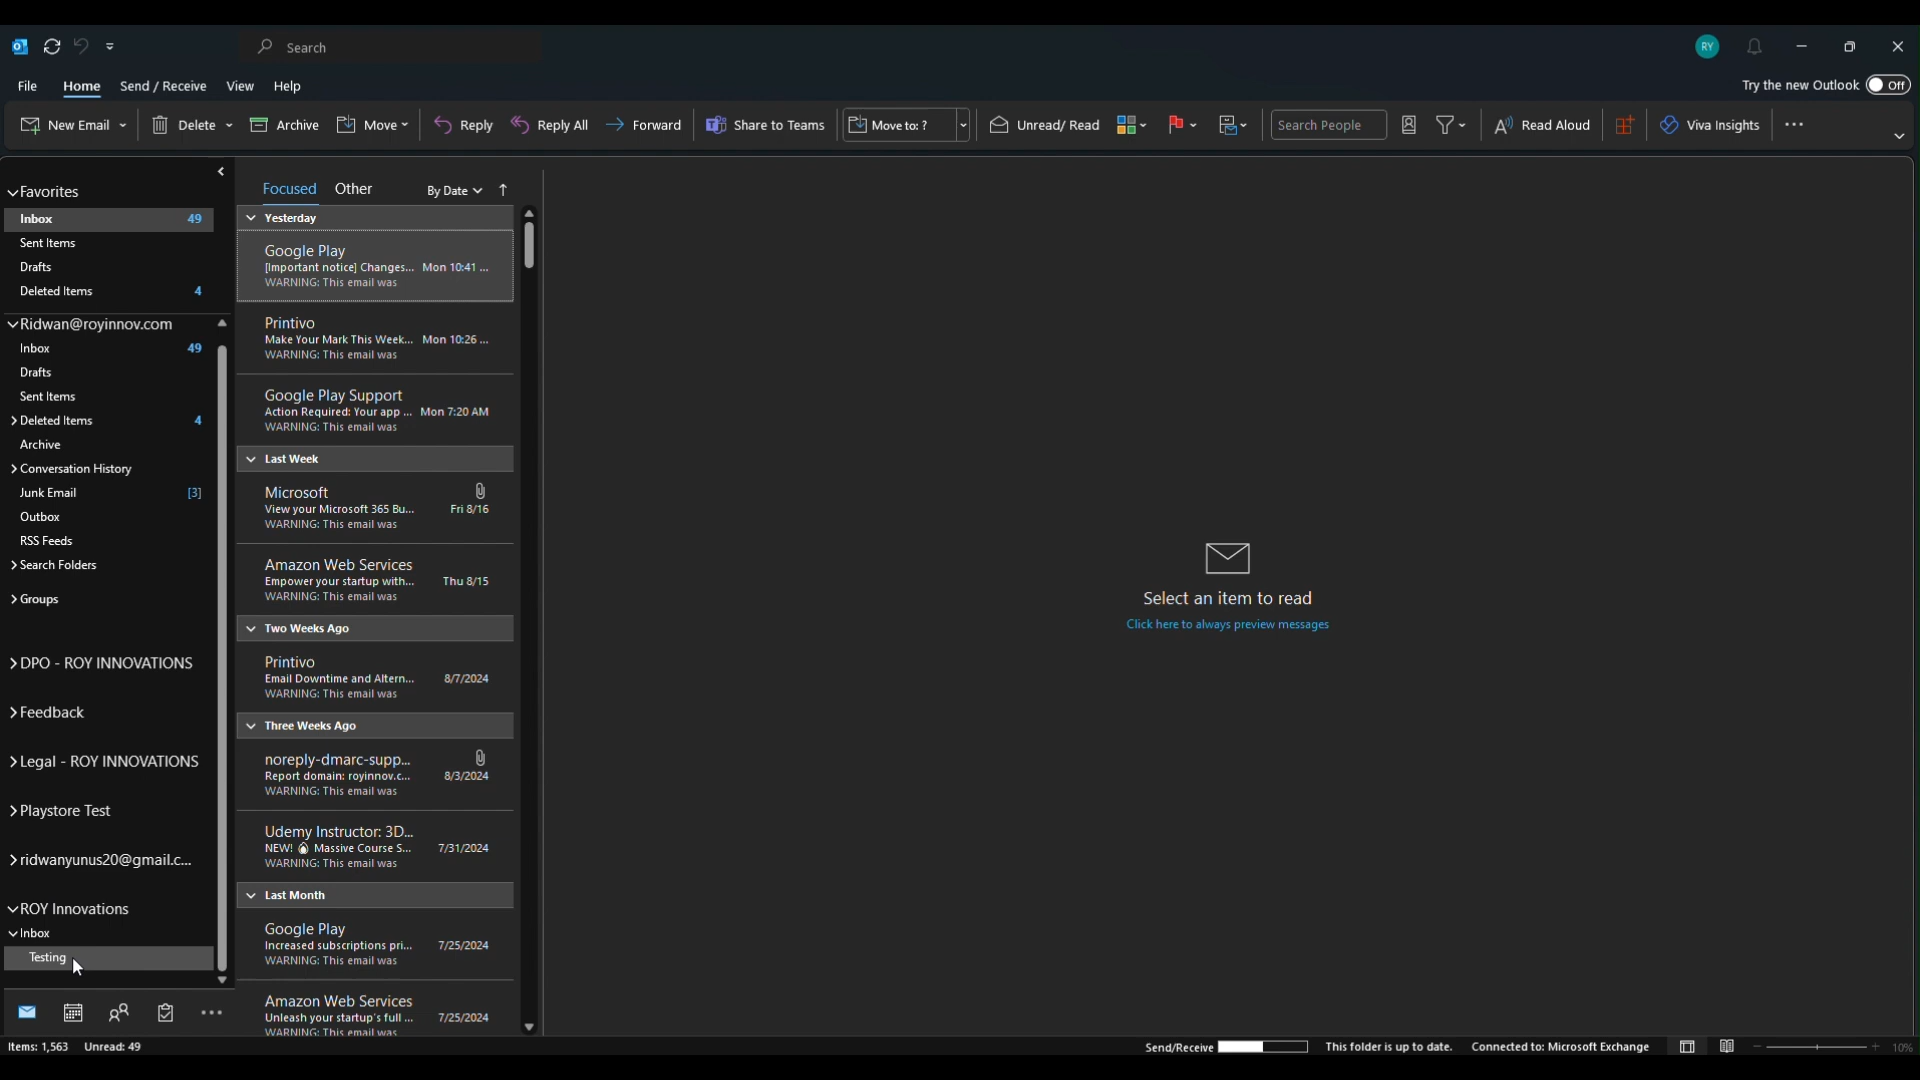 Search
RY
File Home Send / Receive View Help
Try the new Outlook Off
New Email Delete Archive Move Reply Reply All Forward Share to Teams Move to: ? Unread/ Read Search People Read Aloud Viva Insights
Favorites
Inbox 49
Sent Items
Drafts
Deleted Items 4
Ridwan@royinnov.com
Inbox 49
Drafts
Sent Items
Deleted Items 4
Archive
Conversation History
Junk Email [3]
Outbox
RSS Feeds
Search Folders
Groups
DPO - ROY INNOVATIONS
Feedback
Legal - ROY INNOVATIONS
Playstore Test
ridwanyunus20@gmail.c...
ROY Innovations
Inbox
Testing
Focused Other By Date
Yesterday
Google Play
[Important notice] Changes... Mon 10:41 ...
WARNING: This email was
Printivo
Make Your Mark This Week... Mon 10:26 ...
WARNING: This email was
Google Play Support
Action Required: Your app ... Mon 7:20 AM
WARNING: This email was
Last Week
Microsoft
View your Microsoft 365 Bu... Fri 8/16
WARNING: This email was
Amazon Web Services
Empower your startup with... Thu 8/15
WARNING: This email was
Two Weeks Ago
Printivo
Email Downtime and Altern... 8/7/2024
WARNING: This email was
Three Weeks Ago
noreply-dmarc-supp...
Report domain: royinnov.c... 8/3/2024
WARNING: This email was
Udemy Instructor: 3D...
NEW! Massive Course S... 7/31/2024
WARNING: This email was
Last Month
Google Play
Increased subscriptions pri... 7/25/2024
WARNING: This email was
Amazon Web Services
Unleash your startup's full ... 7/25/2024
WARNING: This email was
Select an item to read
Click here to always preview messages
Items: 1,563 Unread: 49 Send/Receive This folder is up to date. Connected to: Microsoft Exchange 10%